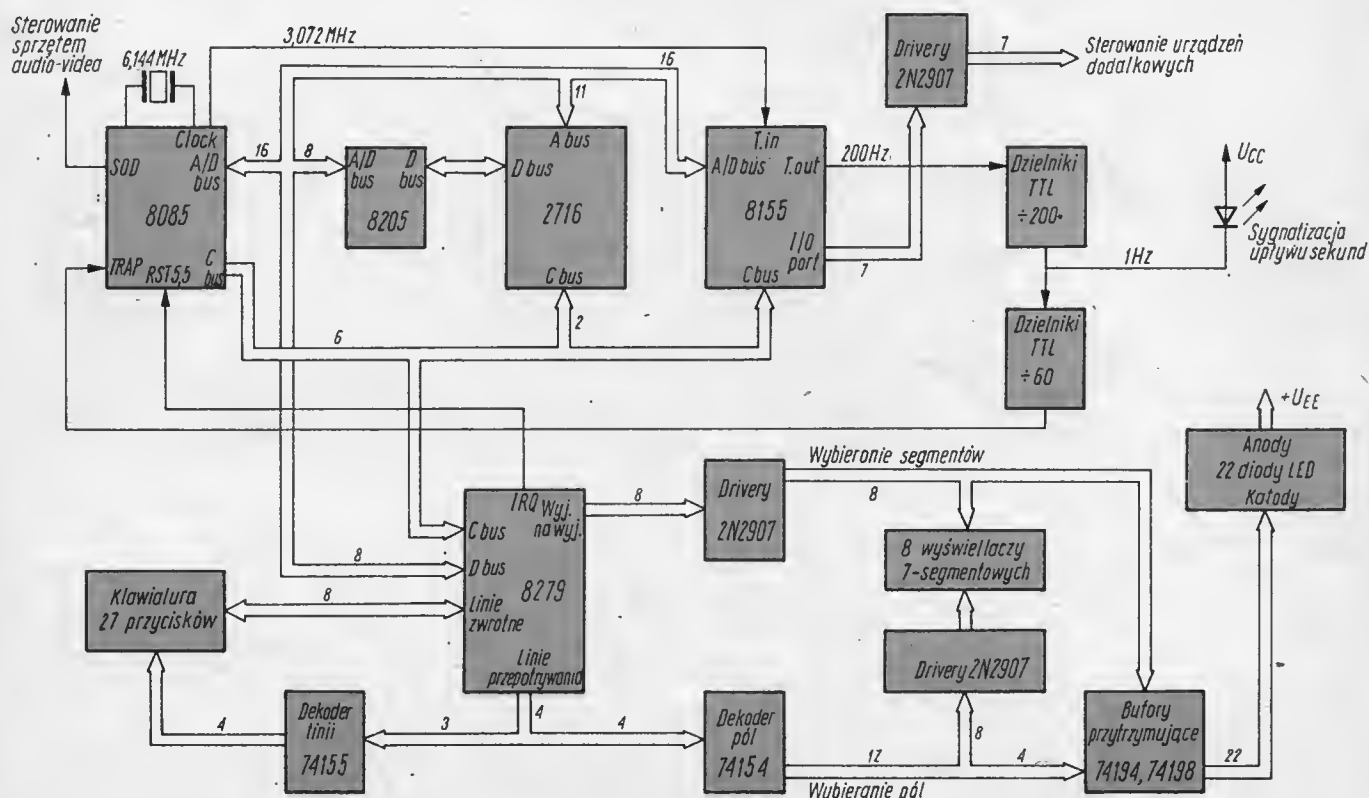 Sterowanie
sprzętem
audio-videa
6,144 MHz
3,072 MHz
16
Drivery
2N2907
7
Sterowanie urządzeń
dodalkowych
Clock
A/D
bus
SOD
8085
TRAP
RST5,5
C
bus
16
8
A/D
bus
D
bus
8205
11
A bus
D bus
2716
C bus
T.in
A/D bus
T.out
8155
I/O
port
C bus
7
200Hz
Dzielniki
TTL
÷200
UCC
Sygnalizacja
upływu sekund
1Hz
Dzielniki
TTL
÷60
6
2
+UEE
Anody
22 diody LED
Katody
IRQ
Wyj.
na wyj.
C bus
D bus
8279
Linie
zwrotne
Linie
przepatrywania
8
8
8
Drivery
2N2907
Wybieranie segmentów
8
8 wyświetlaczy
7-segmentowych
Drivery 2N2907
Klawiatura
27 przycisków
4
Dekoder
linii
74155
3
4
4
Dekoder
pól
74154
12
Wybieranie pól
8
4
Bufory
przytrzymujące
74194, 74198
22